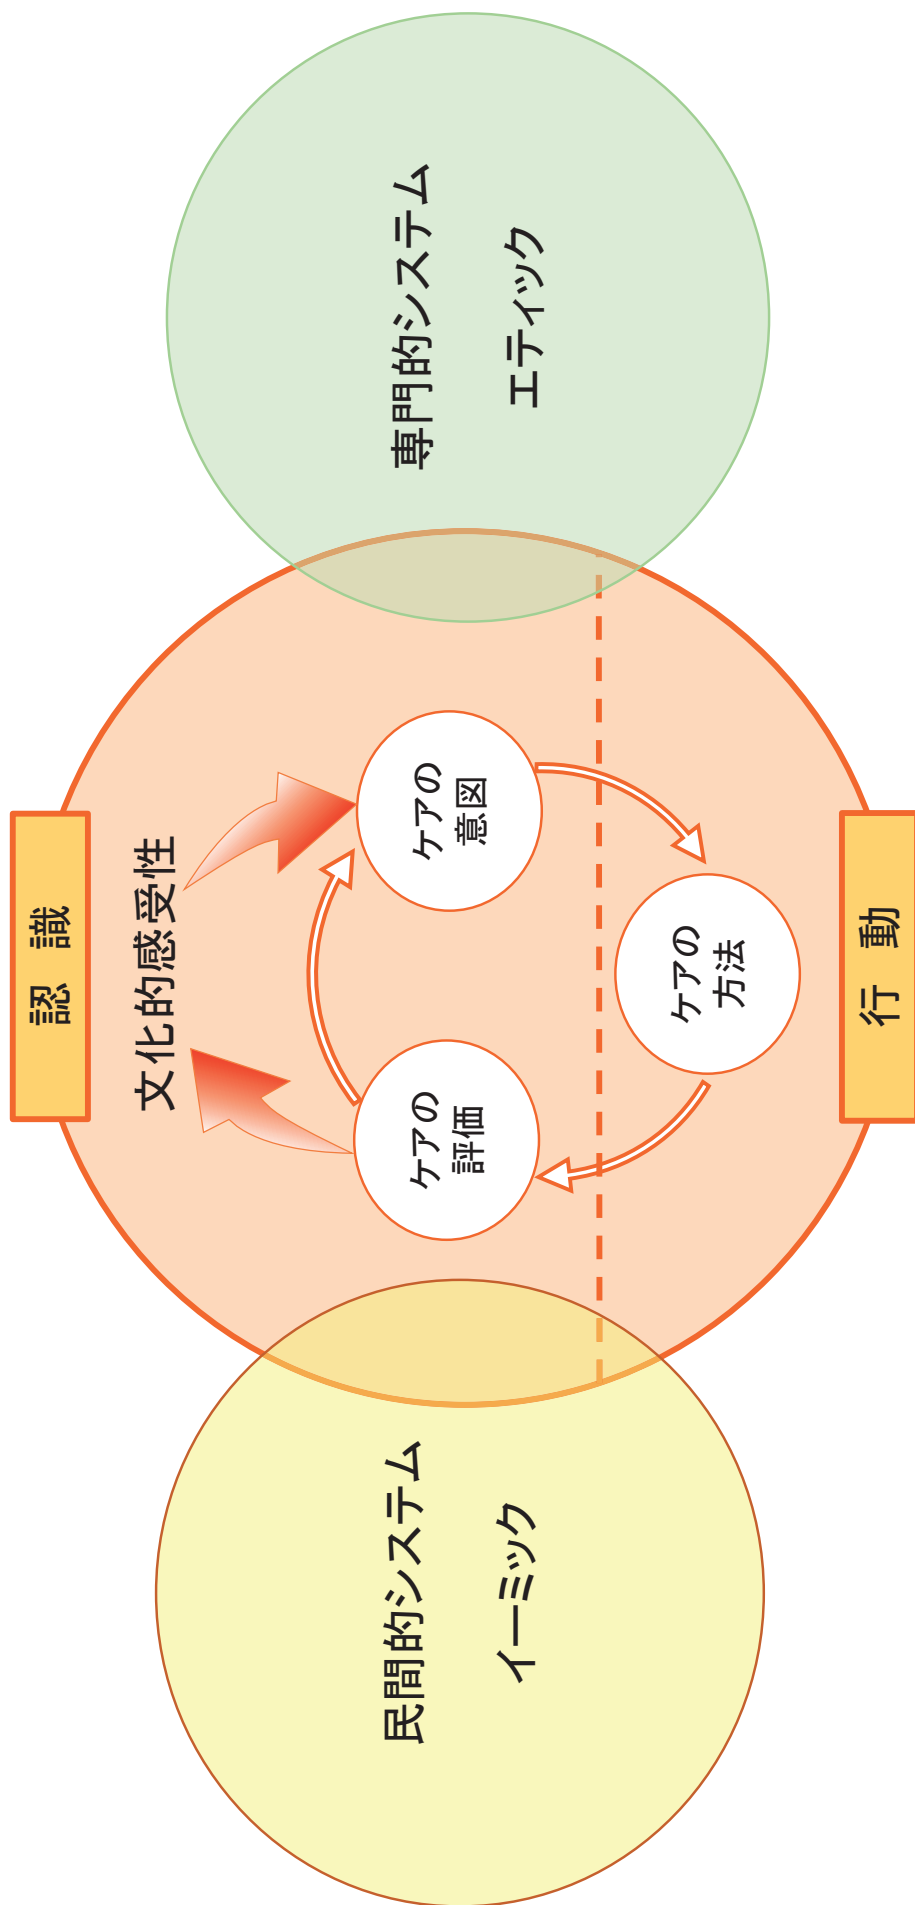 認 識
文化的感受性
民間的システム
イーミック
専門的システム
エティック
ケアの
評価
ケアの
意図
ケアの
方法
行 動